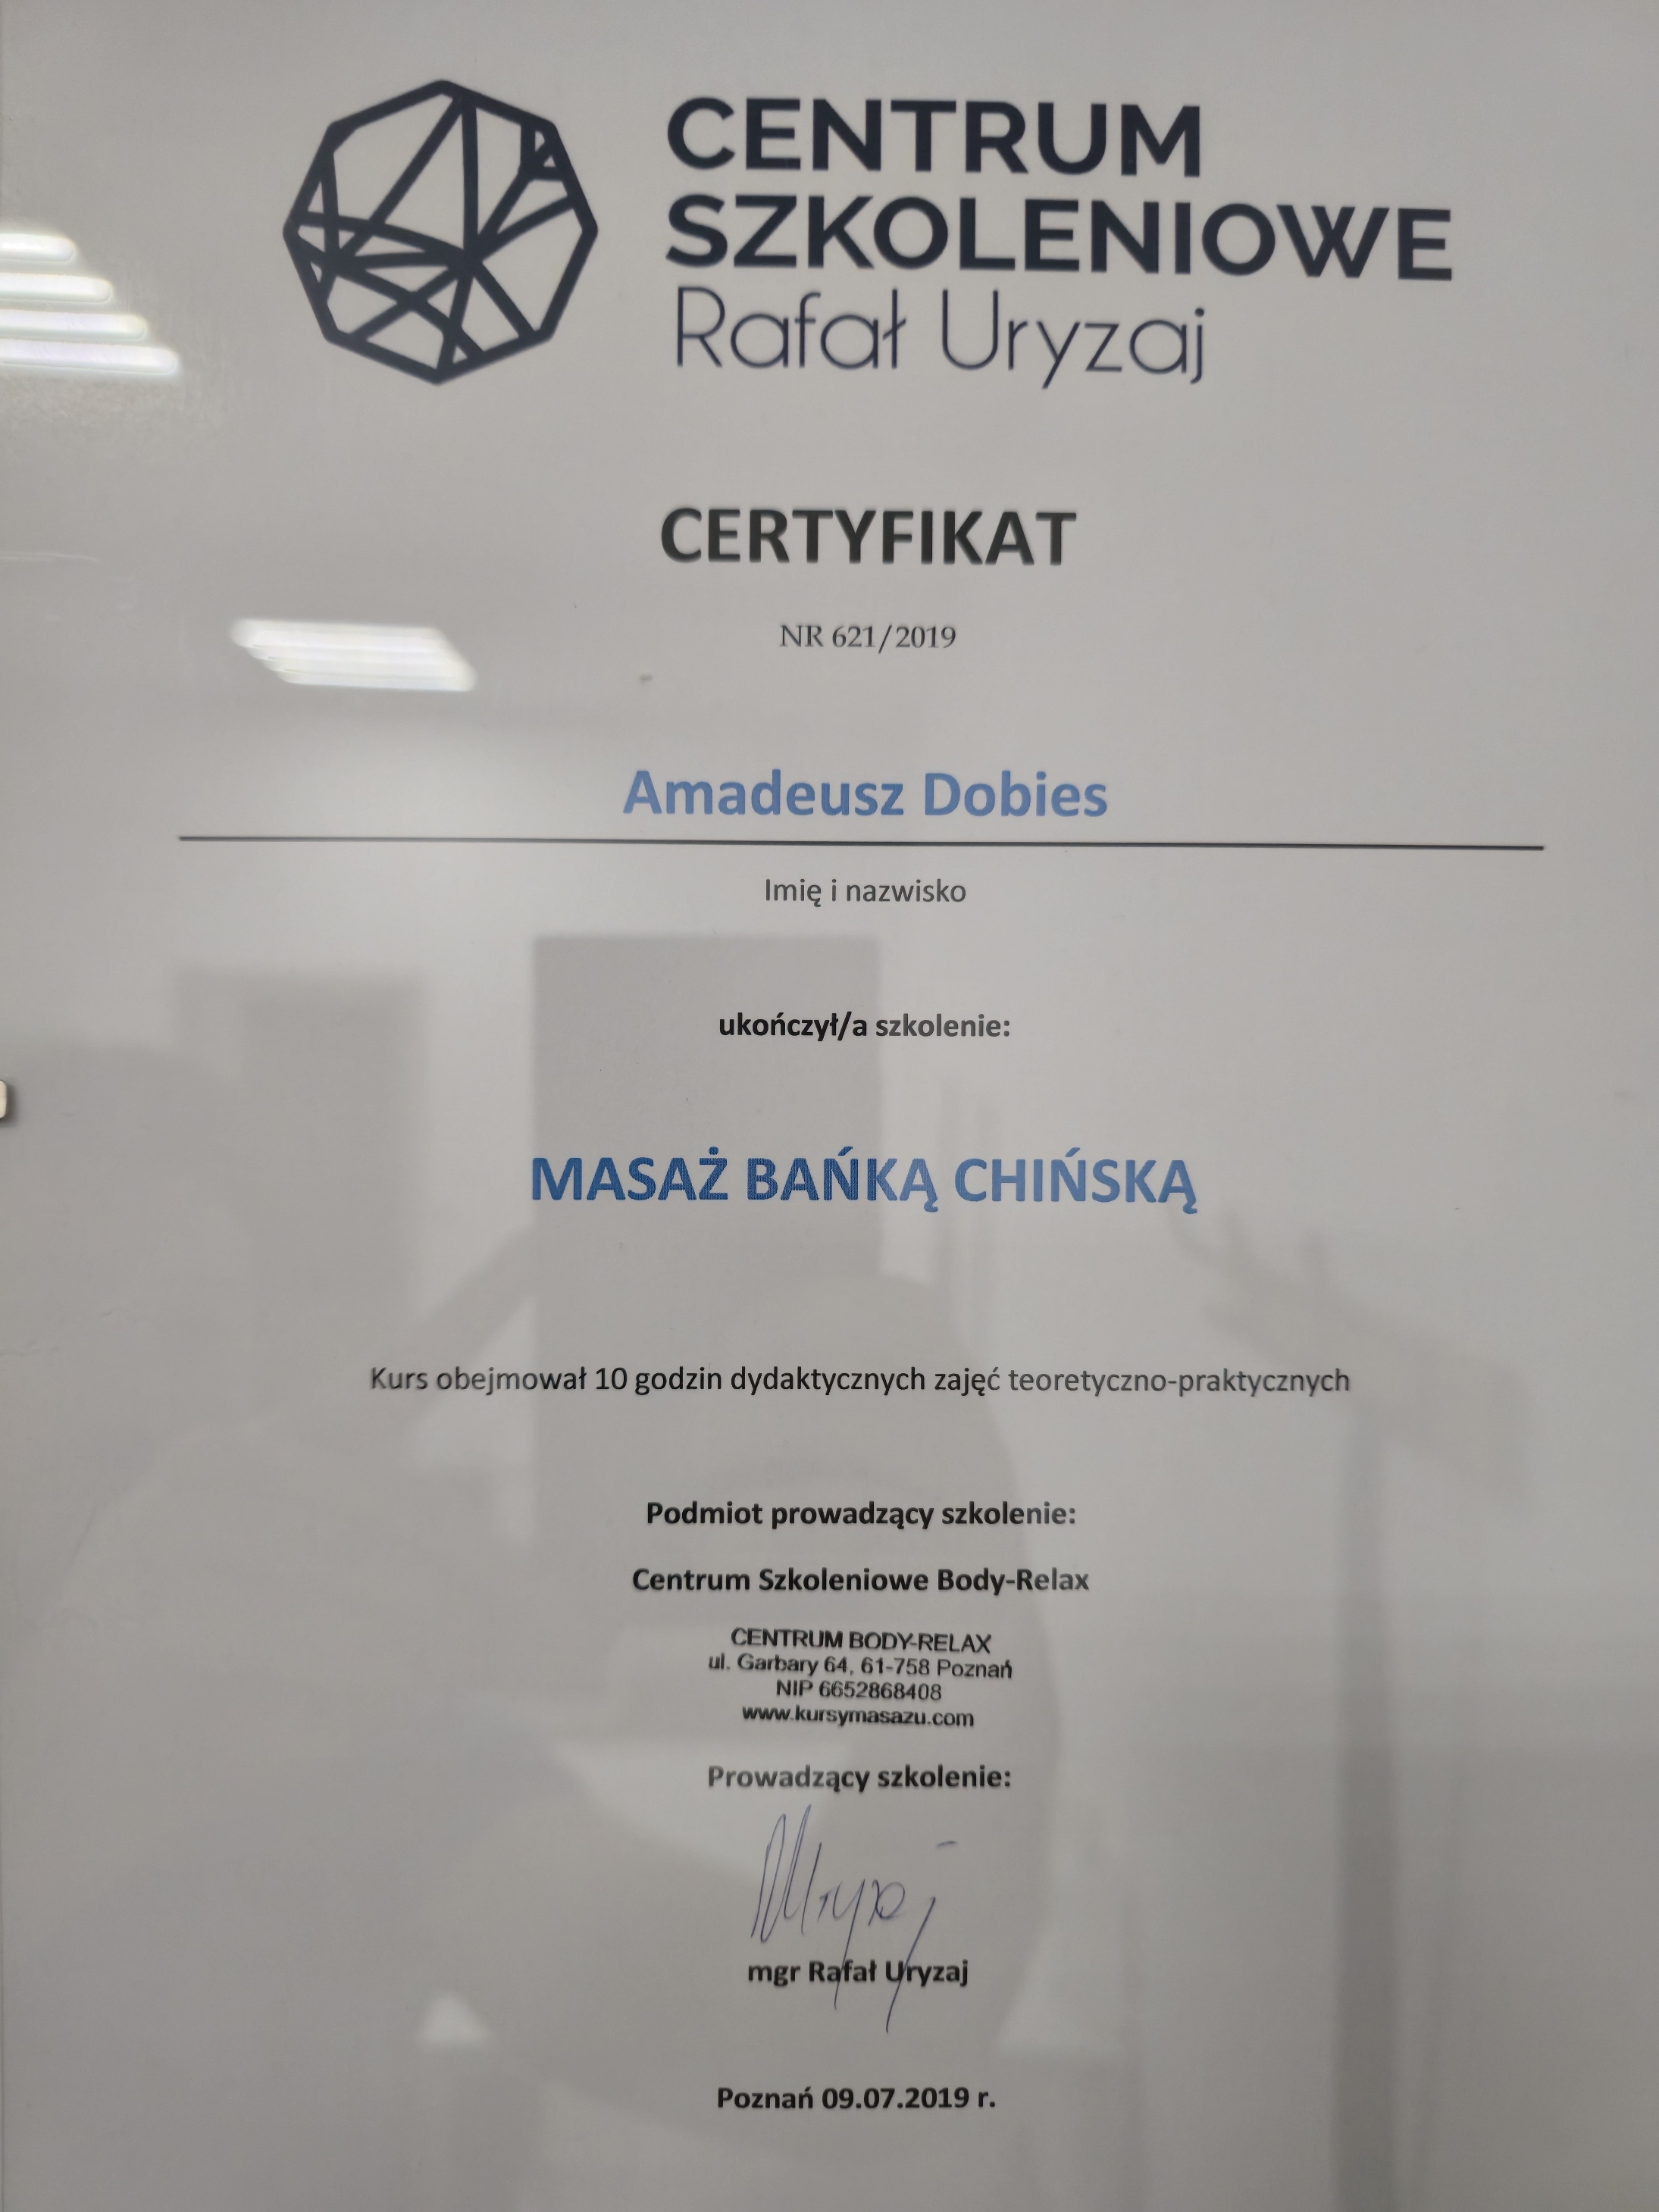 CENTRUM
SZKOLENIOWE
Rafał Uryzaj
CERTYFIKAT
NR 621/2019
Amadeusz Dobies
Imię i nazwisko
ukończył/a szkolenie:
MASAŻ BAŃKĄ CHIŃSKĄ
Kurs obejmował 10 godzin dydaktycznych zajęć teoretyczno-praktycznych
Podmiot prowadzący szkolenie:
Centrum Szkoleniowe Body-Relax
CENTRUM BODY-RELAX
ul. Garbary 64, 61-758 Poznań
NIP 6652868408
www.kursymasazu.com
Prowadzący szkolenie:
Uryzaj
mgr Rafał Uryzaj
Poznań 09.07.2019 r.